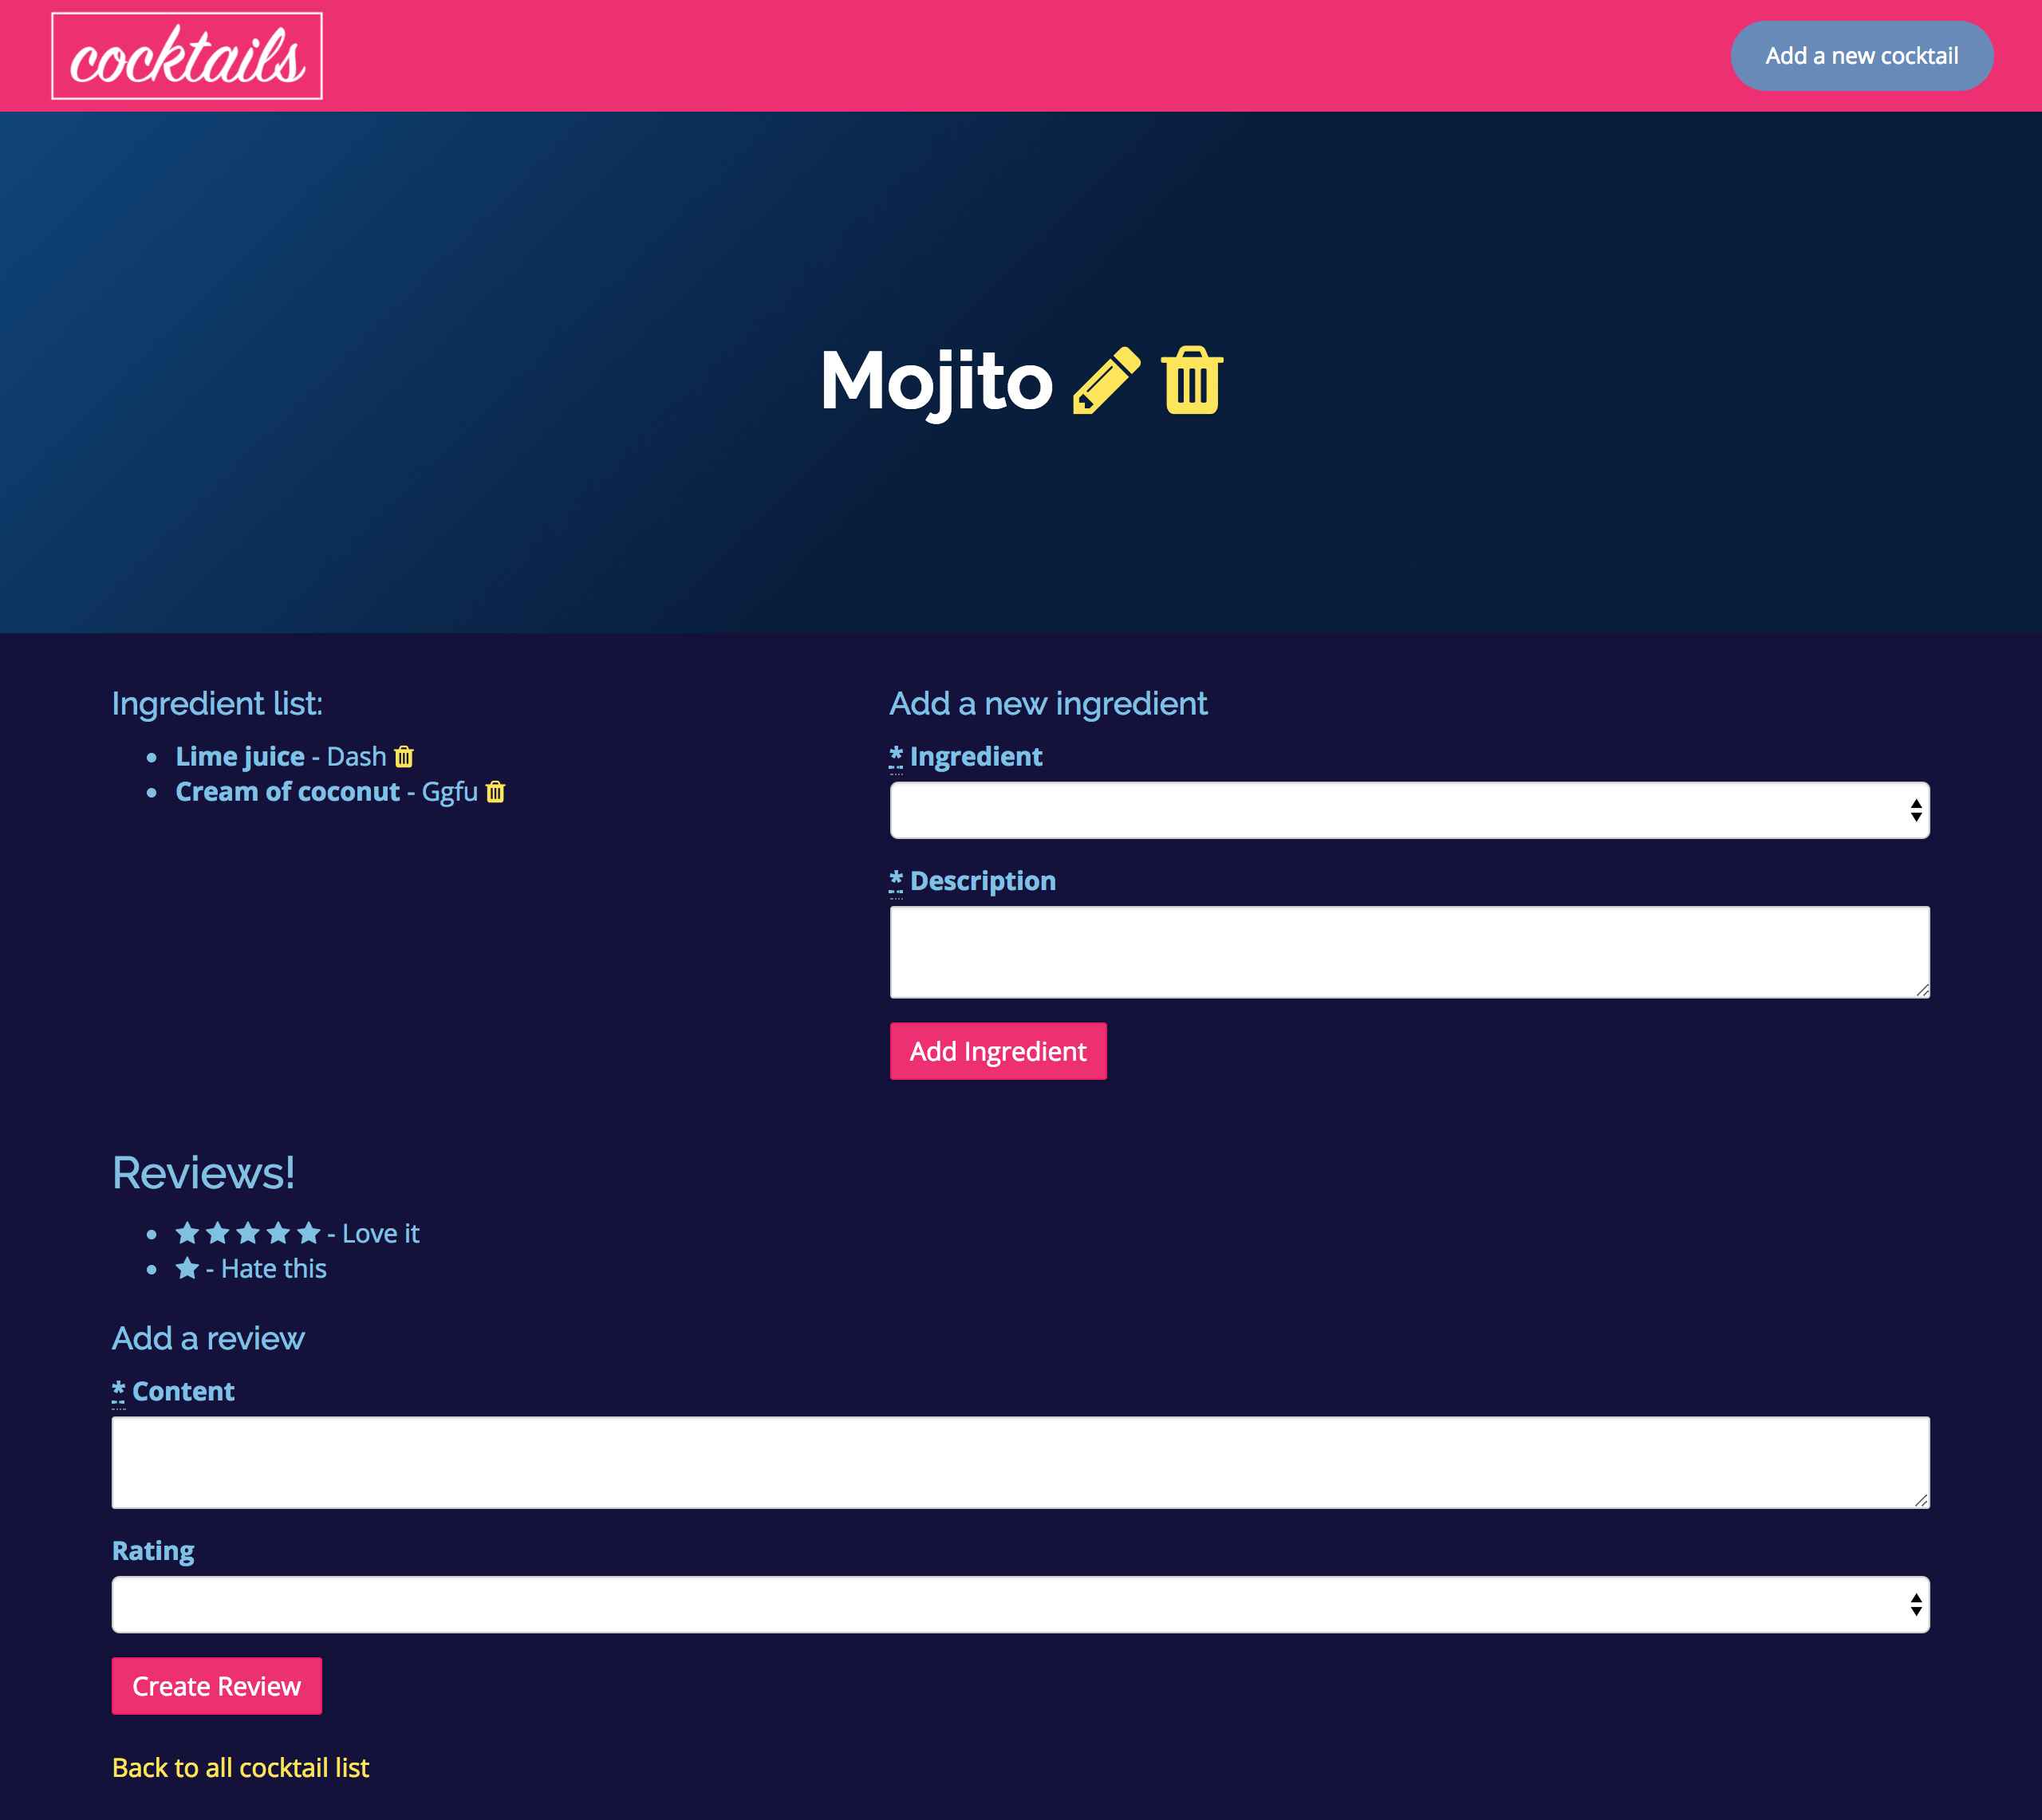 cocktails
Add a new cocktail
Mojito
Ingredient list:
Lime juice - Dash
Cream of coconut - Ggfu
Add a new ingredient
* Ingredient
* Description
Add Ingredient
Reviews!
- Love it
- Hate this
Add a review
* Content
Rating
Create Review
Back to all cocktail list